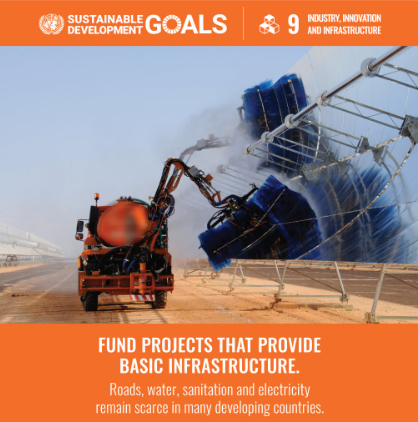 SUSTAINABLE DEVELOPMENT GOALS
9
INDUSTRY, INNOVATION
AND INFRASTRUCTURE
FUND PROJECTS THAT PROVIDE
BASIC INFRASTRUCTURE.
Roads, water, sanitation and electricity
remain scarce in many developing countries.